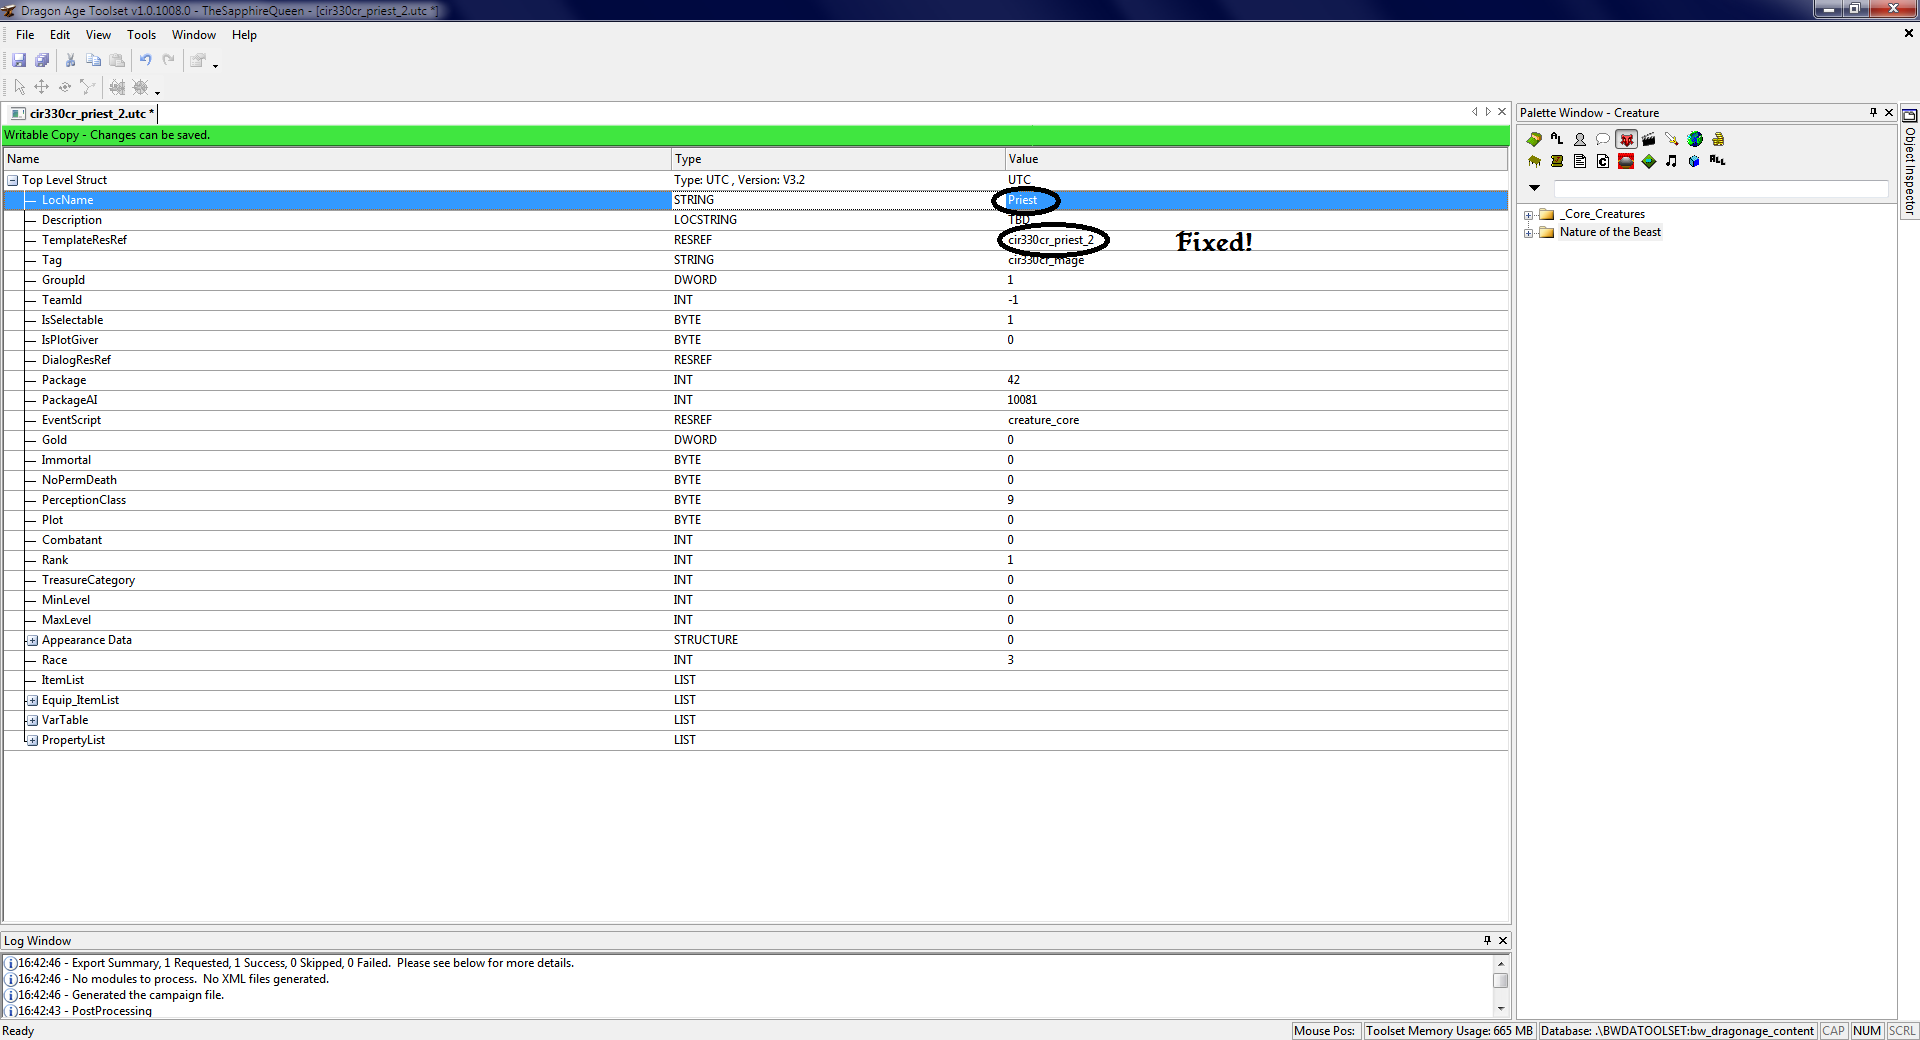 Dragon Age Toolset v1.0.1008.0 - TheSapphireQueen - [cir330cr_priest_2.utc *]
File Edit View Tools Window Help
cir330cr_priest_2.utc *
Writable Copy - Changes can be saved.
Name Type Value
Top Level Struct Type: UTC , Version: V3.2 UTC
LocName STRING Priest
Description LOCSTRING TBD
TemplateResRef RESREF cir330cr_priest_2 Fixed!
Tag STRING cir330cr_mage
GroupId DWORD 1
TeamId INT -1
IsSelectable BYTE 1
IsPlotGiver BYTE 0
DialogResRef RESREF
Package INT 42
PackageAI INT 10081
EventScript RESREF creature_core
Gold DWORD 0
Immortal BYTE 0
NoPermDeath BYTE 0
PerceptionClass BYTE 9
Plot BYTE 0
Combatant INT 0
Rank INT 1
TreasureCategory INT 0
MinLevel INT 0
MaxLevel INT 0
Appearance Data STRUCTURE 0
Race INT 3
ItemList LIST
Equip_ItemList LIST
VarTable LIST
PropertyList LIST
Palette Window - Creature
ALL
_Core_Creatures
Nature of the Beast
Object Inspector
Log Window
16:42:46 - Export Summary, 1 Requested, 1 Success, 0 Skipped, 0 Failed.  Please see below for more details.
16:42:46 - No modules to process.  No XML files generated.
16:42:46 - Generated the campaign file.
16:42:43 - PostProcessing
Ready Mouse Pos: Toolset Memory Usage: 665 MB Database: .\BWDATOOLSET:bw_dragonage_content CAP NUM SCRL